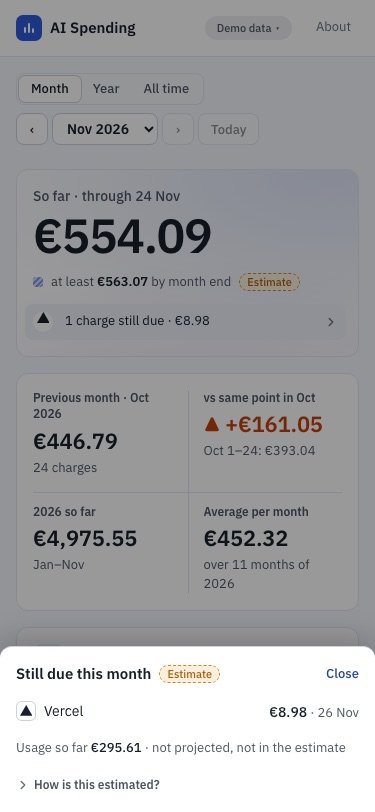 AI Spending
Demo data ·
About
Month Year All time
‹ Nov 2026 › Today
So far · through 24 Nov
€554.09
at least €563.07 by month end Estimate
1 charge still due · €8.98
Previous month · Oct
2026
€446.79
24 charges
vs same point in Oct
▲ +€161.05
Oct 1–24: €393.04
2026 so far
€4,975.55
Jan–Nov
Average per month
€452.32
over 11 months of
2026
Still due this month Estimate Close
Vercel €8.98 · 26 Nov
Usage so far €295.61 · not projected, not in the estimate
How is this estimated?